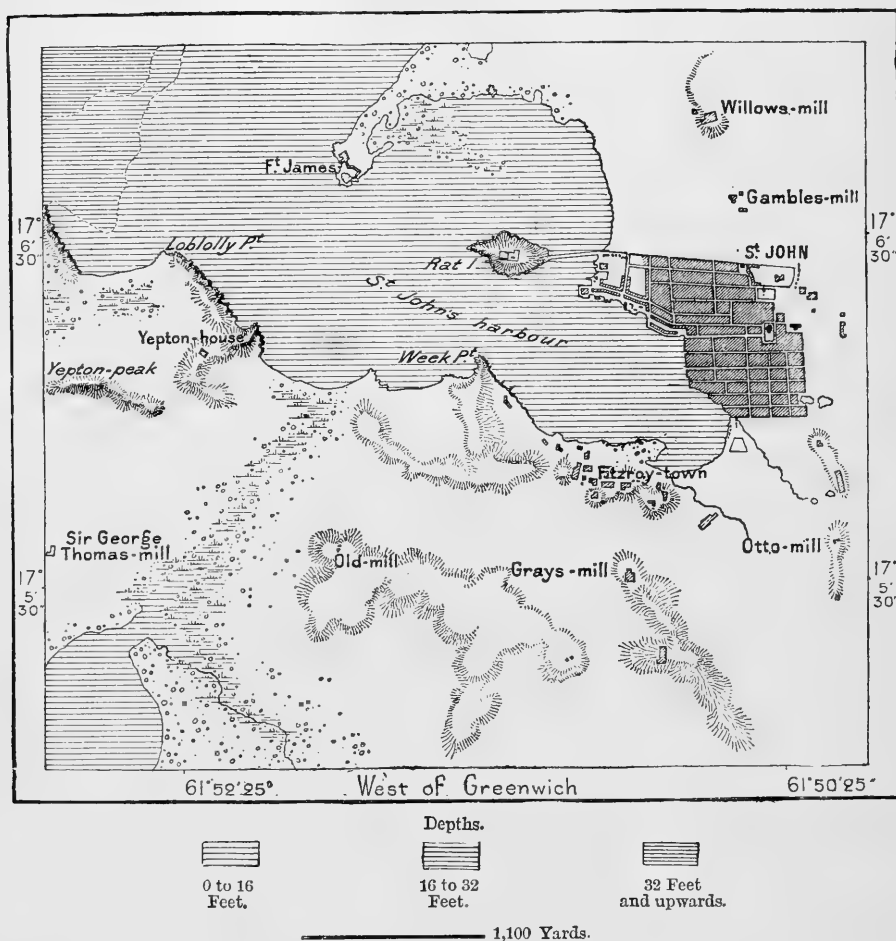 Willows-mill
Ft. James
Gambles-mill
17°
6'
30"
Loblolly Pt.
Rat I.
St. JOHN
17°
6'
30"
St. John's harbour
Yepton-house
Week Pt.
Yepton-peak
Fitzroy-town
Sir George
Thomas-mill
Old-mill
Grays-mill
Otto-mill
17°
5'
30"
17°
5'
30"
61°52'25" West of Greenwich 61°50'25"
Depths.
0 to 16
Feet.
16 to 32
Feet.
32 Feet
and upwards.
1,100 Yards.